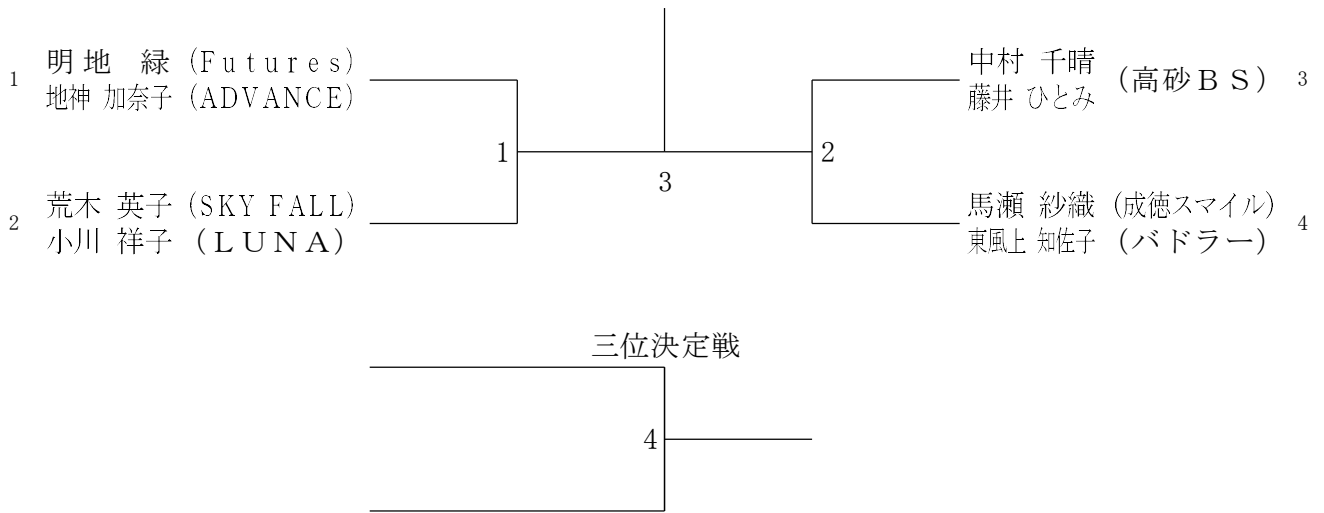 1
明地 緑 (Futures)
地神 加奈子 (ADVANCE)
2
荒木 英子 (SKY FALL)
小川 祥子 (LUNA)
1
3
2
中村 千晴
藤井 ひとみ
(高砂BS)
3
馬瀬 紗織 (成徳スマイル)
東風上 知佐子 (バドラー)
4
三位決定戦
4